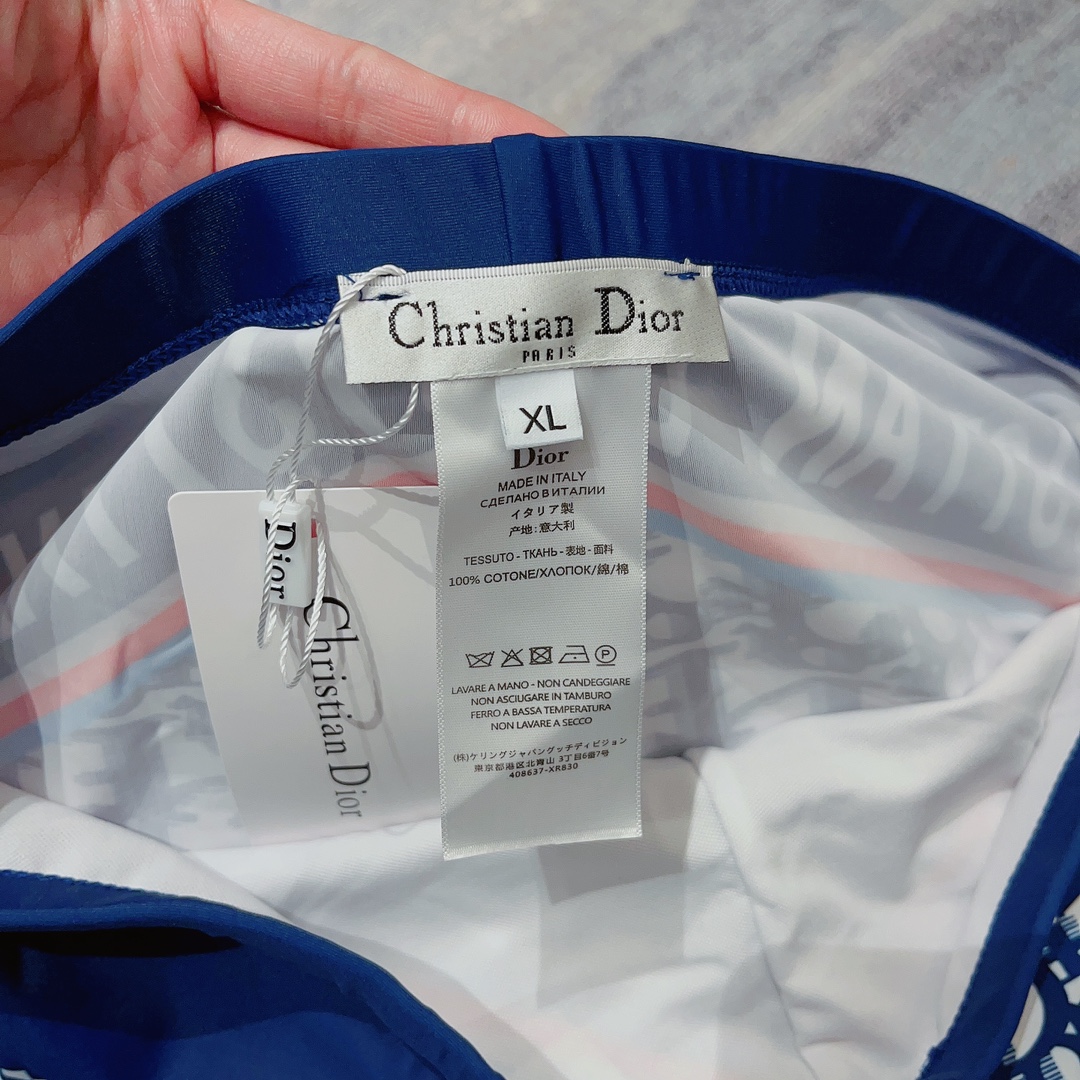 Christian Dior
PARIS
XL
Dior
MADE IN ITALY
СДЕЛАНО В ИТАЛИИ
イタリア製
产地:意大利
TESSUTO - ТКАНЬ - 表地 - 面料
100% COTONE/ХЛОПОК/綿/棉
LAVARE A MANO - NON CANDEGGIARE
NON ASCIUGARE IN TAMBURO
FERRO A BASSA TEMPERATURA
NON LAVARE A SECCO
(株)ケリングジャパングッチディビジョン
東京都港区北青山 3丁目6番7号
408637-XR830
Dior
Christian Dior